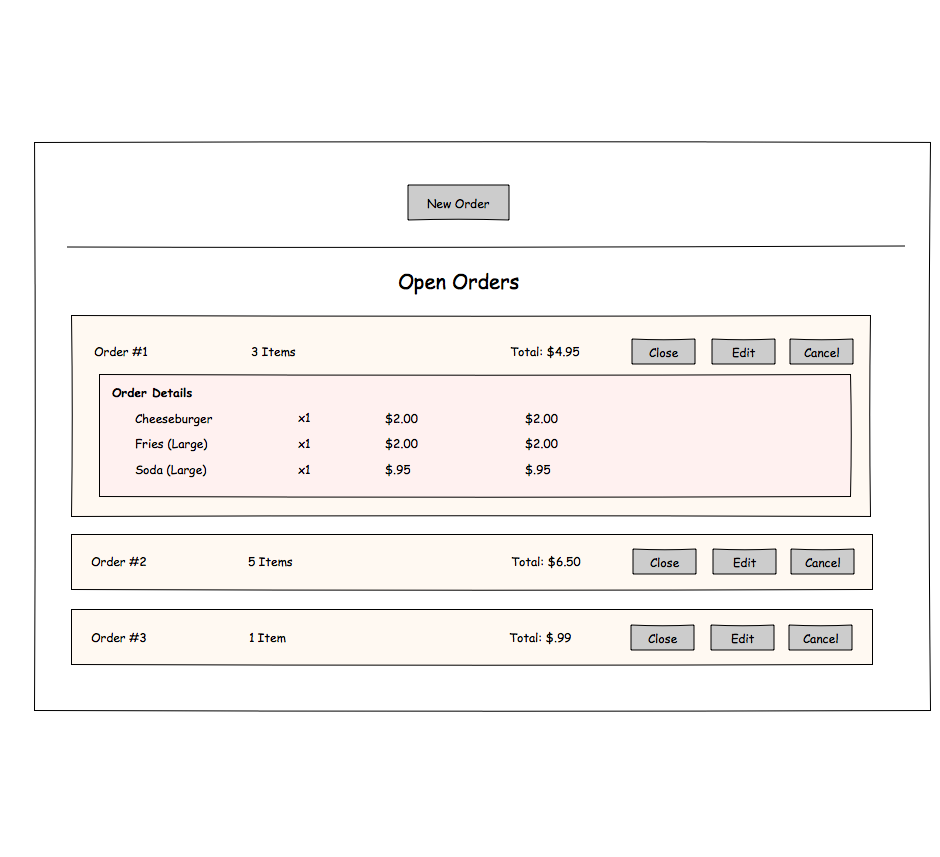 New Order
Open Orders
Order #1 3 Items Total: $4.95 Close Edit Cancel
Order Details
Cheeseburger x1 $2.00 $2.00
Fries (Large) x1 $2.00 $2.00
Soda (Large) x1 $.95 $.95
Order #2 5 Items Total: $6.50 Close Edit Cancel
Order #3 1 Item Total: $.99 Close Edit Cancel